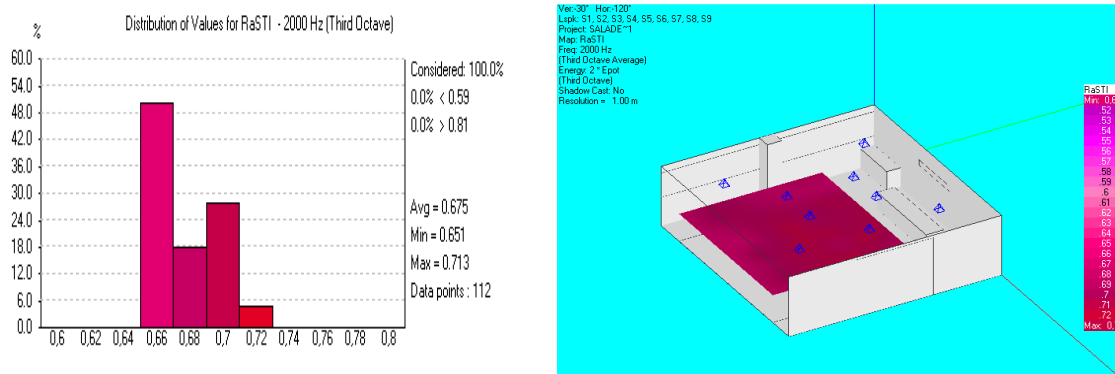 Distribution of Values for RaSTI - 2000 Hz (Third Octave)
%
60.0
54.0
48.0
42.0
36.0
30.0
24.0
18.0
12.0
6.0
0.0
0,6 0,62 0,64 0,66 0,68 0,7 0,72 0,74 0,76 0,78 0,8
Considered: 100.0%
0.0% < 0.59
0.0% > 0.81
Avg = 0.675
Min = 0.651
Max = 0.713
Data points : 112
Ver:-30° Hor:-120°
Lspk: S1, S2, S3, S4, S5, S6, S7, S8, S9
Project: SALADE~1
Map: RaSTI
Freq: 2000 Hz
(Third Octave Average)
Energy: 2 * Epot
(Third Octave)
Shadow Cast: No
Resolution = 1.00 m
RaSTI
Min: 0,6
.52
.53
.54
.55
.56
.57
.58
.59
.6
.61
.62
.63
.64
.65
.66
.67
.68
.69
.7
.71
.72
Max: 0,